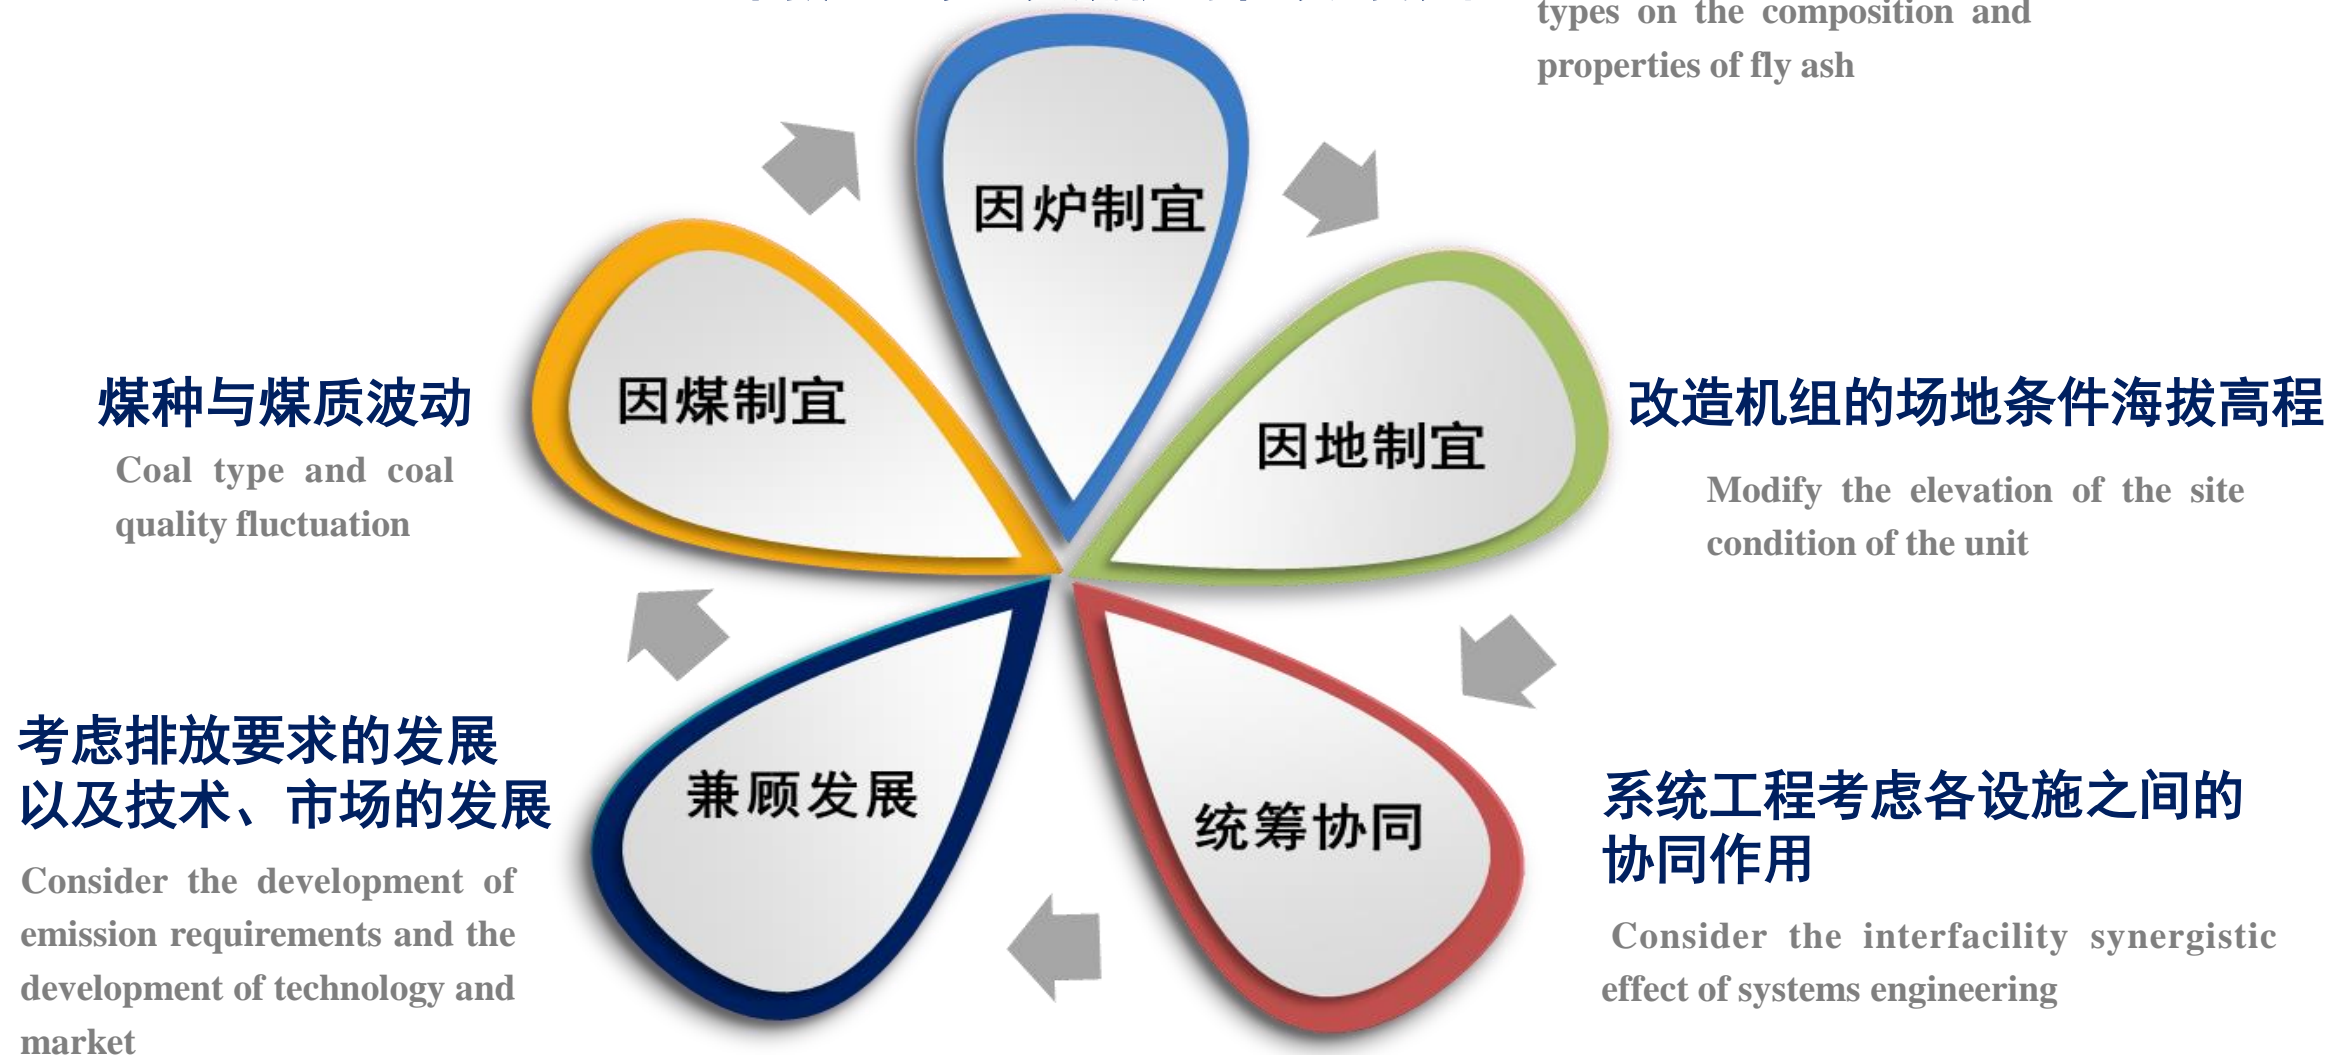 types on the composition and
properties of fly ash
因炉制宜
因煤制宜
因地制宜
煤种与煤质波动
Coal type and coal
quality fluctuation
改造机组的场地条件海拔高程
Modify the elevation of the site
condition of the unit
兼顾发展
统筹协同
考虑排放要求的发展
以及技术、市场的发展
Consider the development of
emission requirements and the
development of technology and
market
系统工程考虑各设施之间的
协同作用
Consider the interfacility synergistic
effect of systems engineering